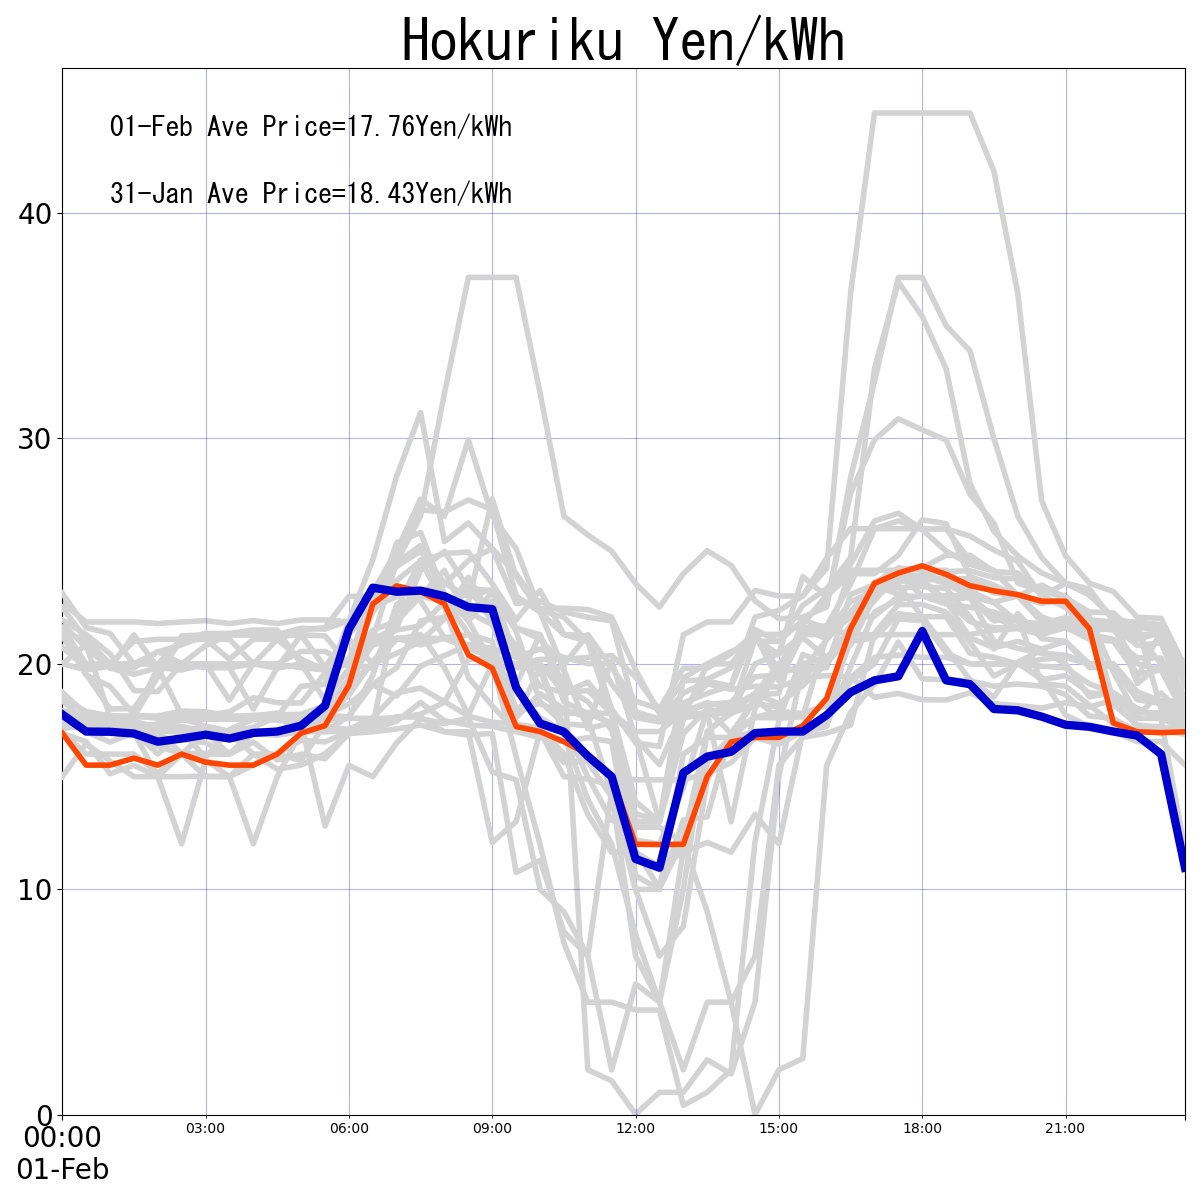 Hokuriku Yen/kWh
01-Feb Ave Price=17.76Yen/kWh
31-Jan Ave Price=18.43Yen/kWh
40
30
20
10
0
00:00 03:00 06:00 09:00 12:00 15:00 18:00 21:00
01-Feb